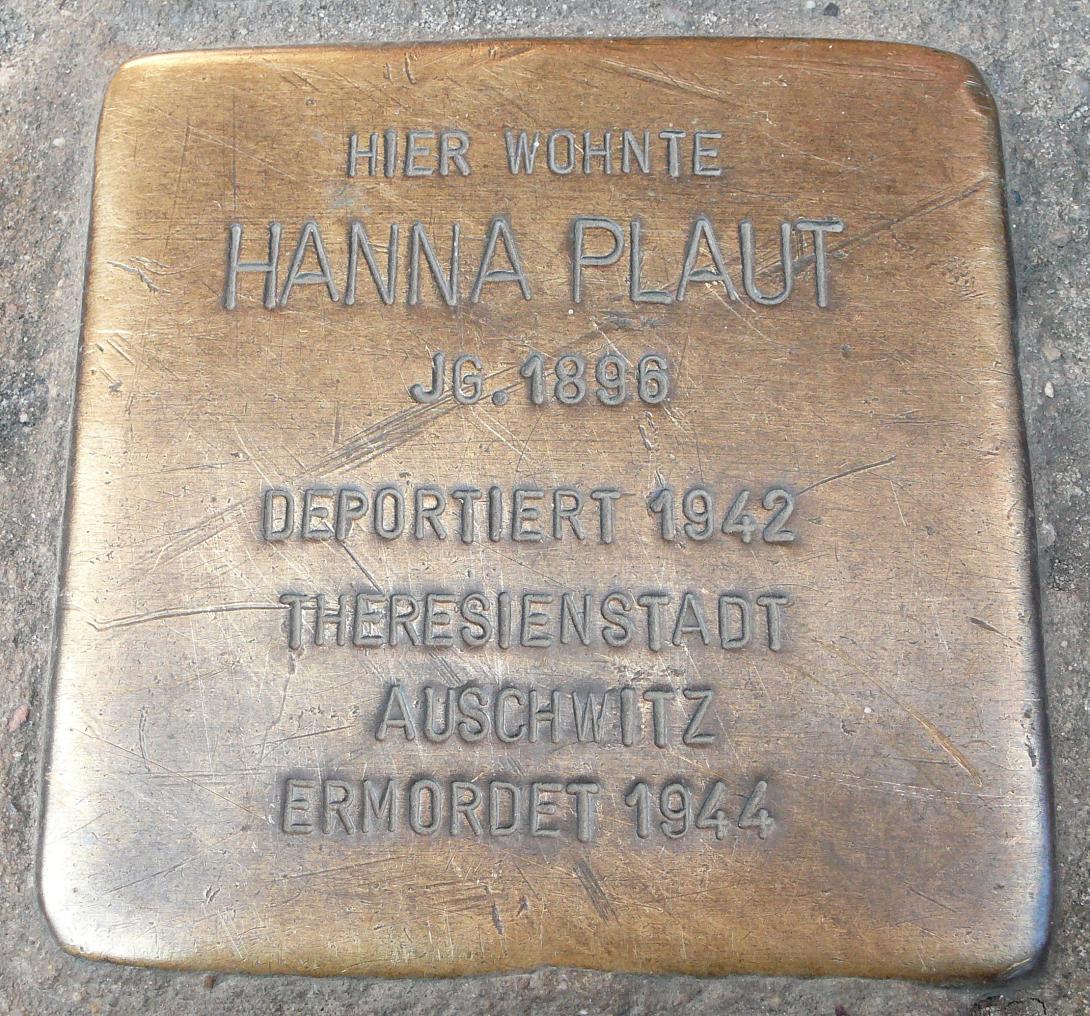 HIER WOHNTE
HANNA PLAUT
JG. 1896
DEPORTIERT 1942
THERESIENSTADT
AUSCHWITZ
ERMORDET 1944